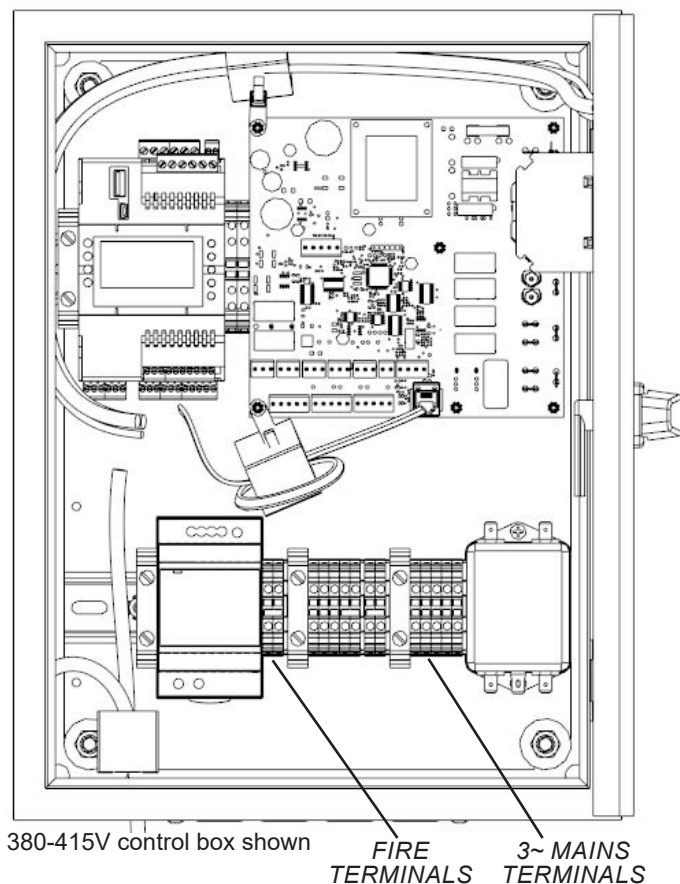 380-415V control box shown
FIRE
TERMINALS
3~ MAINS
TERMINALS